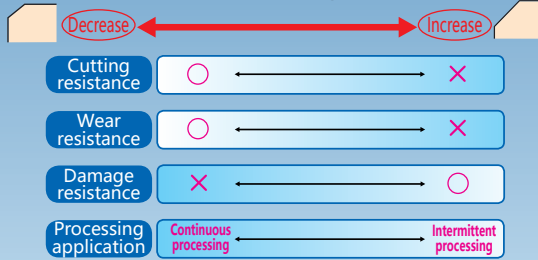 Decrease
Increase
Cutting
resistance
○
×
Wear
resistance
○
×
Damage
resistance
×
○
Processing
application
Continuous
processing
Intermittent
processing